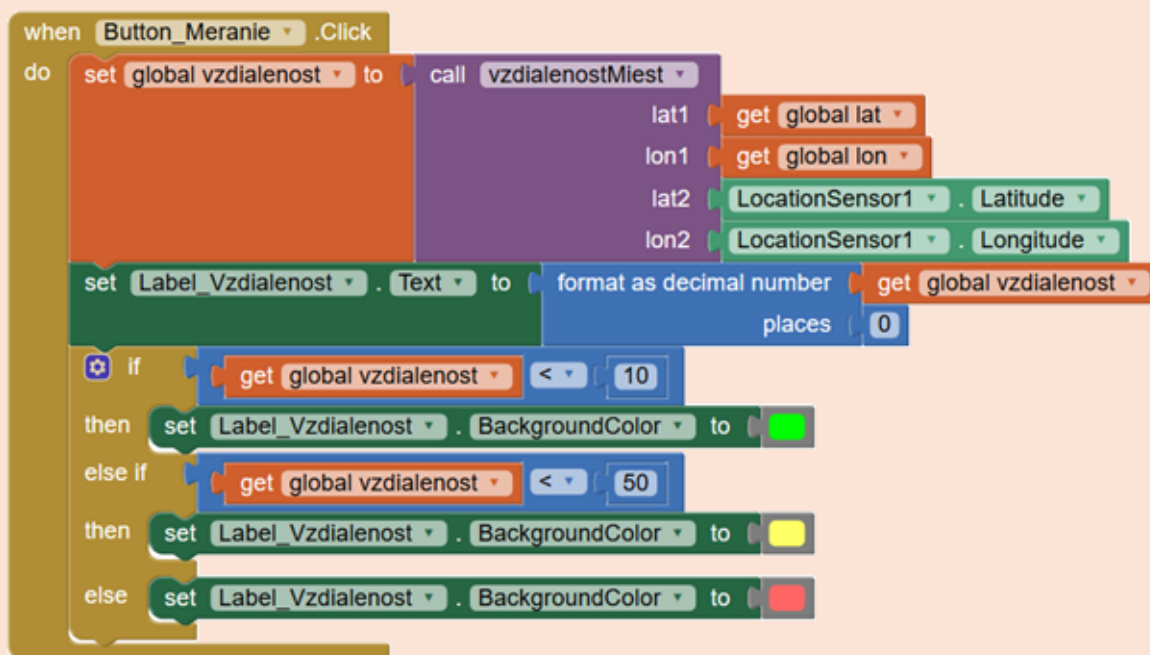 when Button_Meranie .Click
do set global vzdialenost to call vzdialenostMiest
lat1 get global lat
lon1 get global lon
lat2 LocationSensor1 . Latitude
lon2 LocationSensor1 . Longitude
set Label_Vzdialenost . Text to format as decimal number get global vzdialenost
places 0
if get global vzdialenost < 10
then set Label_Vzdialenost . BackgroundColor to
else if get global vzdialenost < 50
then set Label_Vzdialenost . BackgroundColor to
else set Label_Vzdialenost . BackgroundColor to